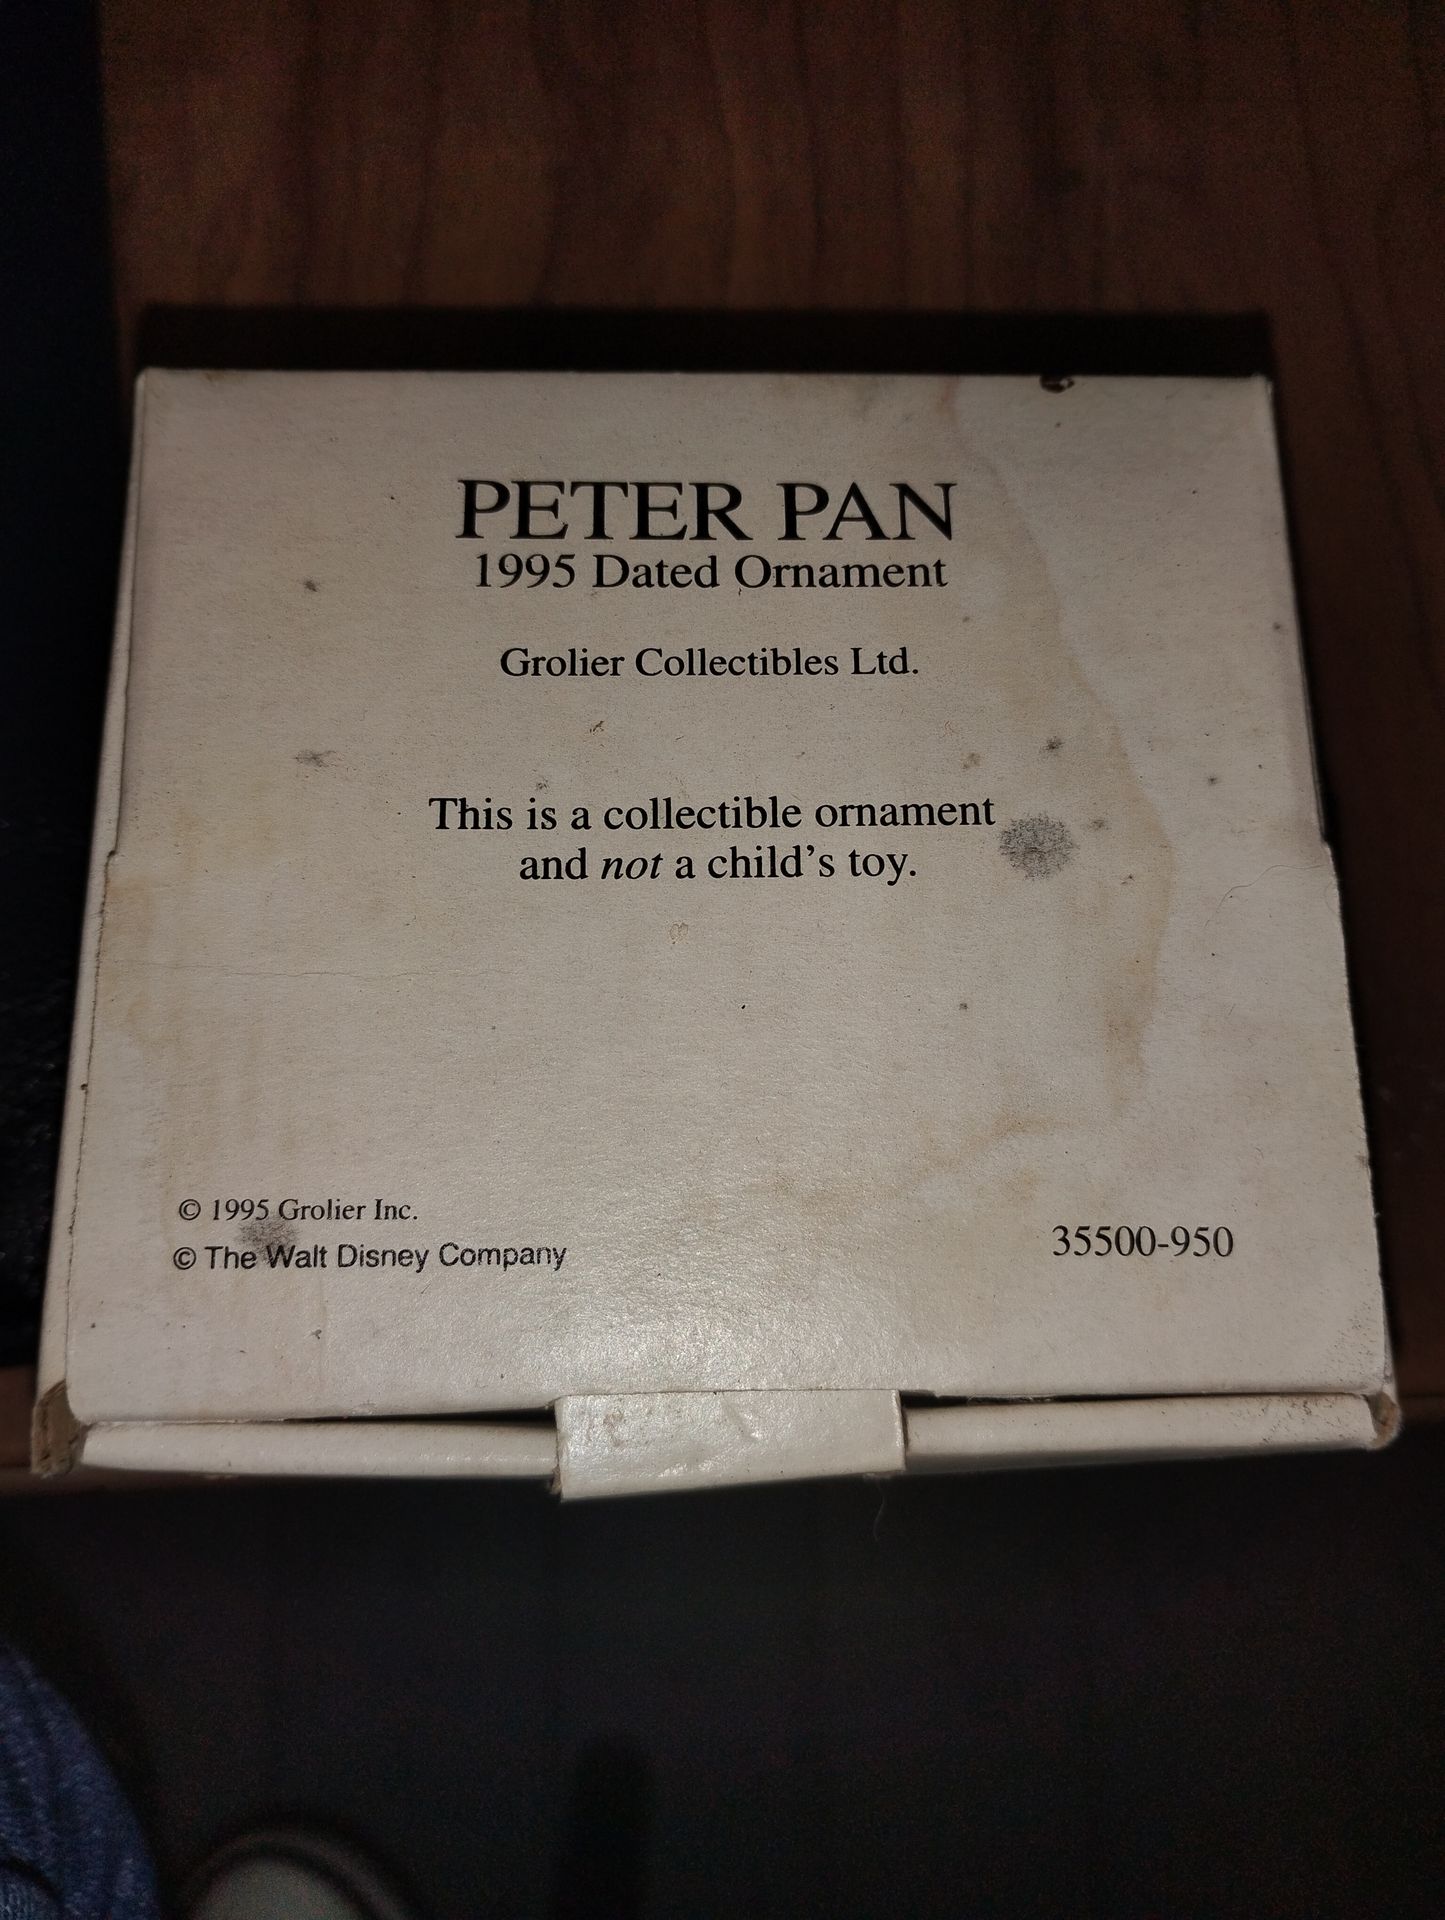 PETER PAN
1995 Dated Ornament
Grolier Collectibles Ltd.
This is a collectible ornament
and not a child's toy.
© 1995 Grolier Inc.
© The Walt Disney Company
35500-950